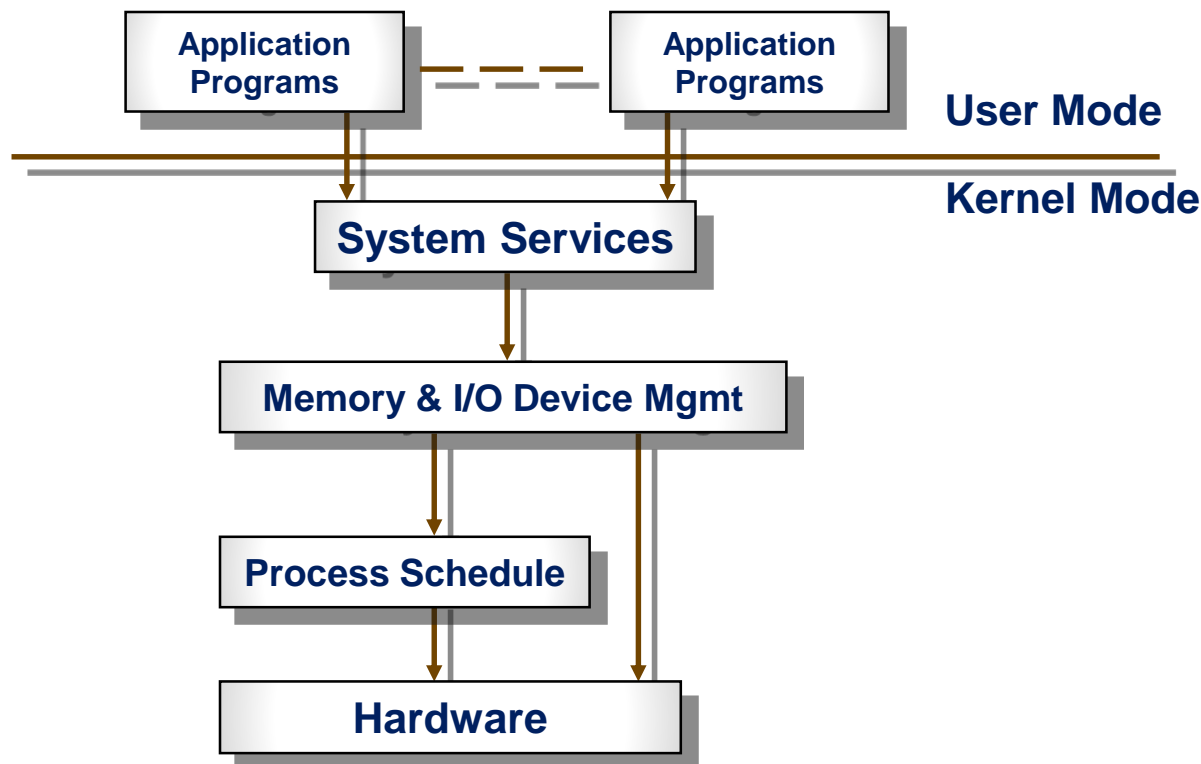 Application
Programs
Application
Programs
User Mode
Kernel Mode
System Services
Memory & I/O Device Mgmt
Process Schedule
Hardware